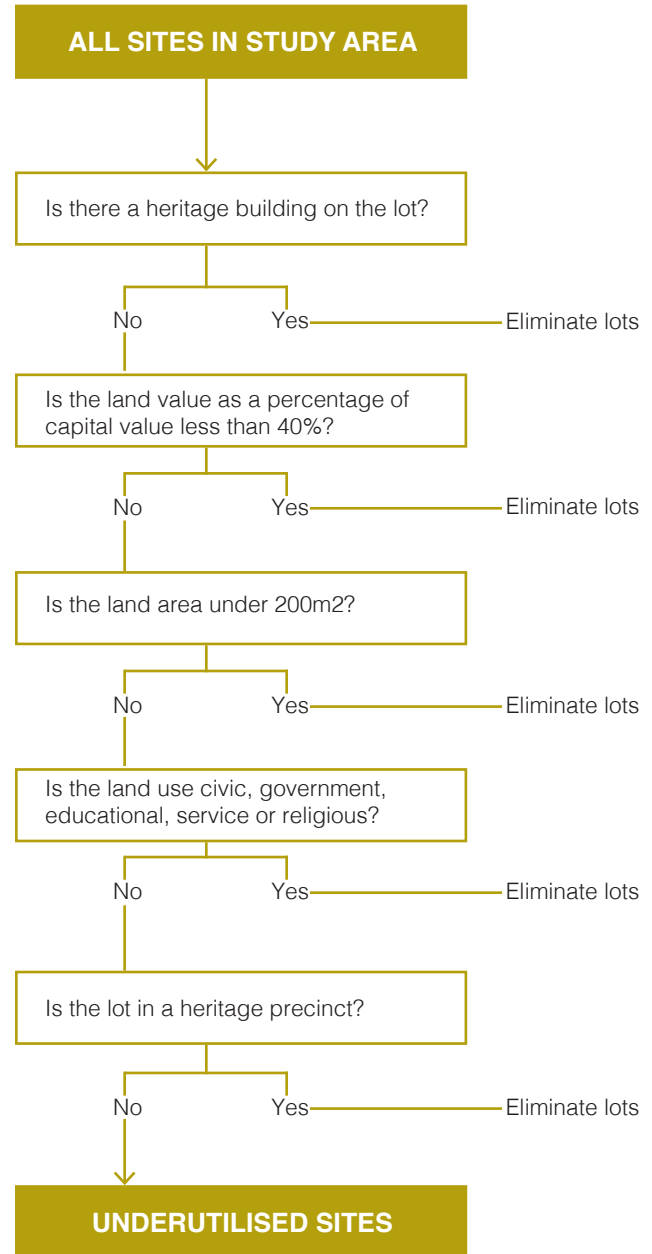 ALL SITES IN STUDY AREA
Is there a heritage building on the lot?
No
Yes
Eliminate lots
Is the land value as a percentage of
capital value less than 40%?
No
Yes
Eliminate lots
Is the land area under 200m2?
No
Yes
Eliminate lots
Is the land use civic, government,
educational, service or religious?
No
Yes
Eliminate lots
Is the lot in a heritage precinct?
No
Yes
Eliminate lots
UNDERUTILISED SITES